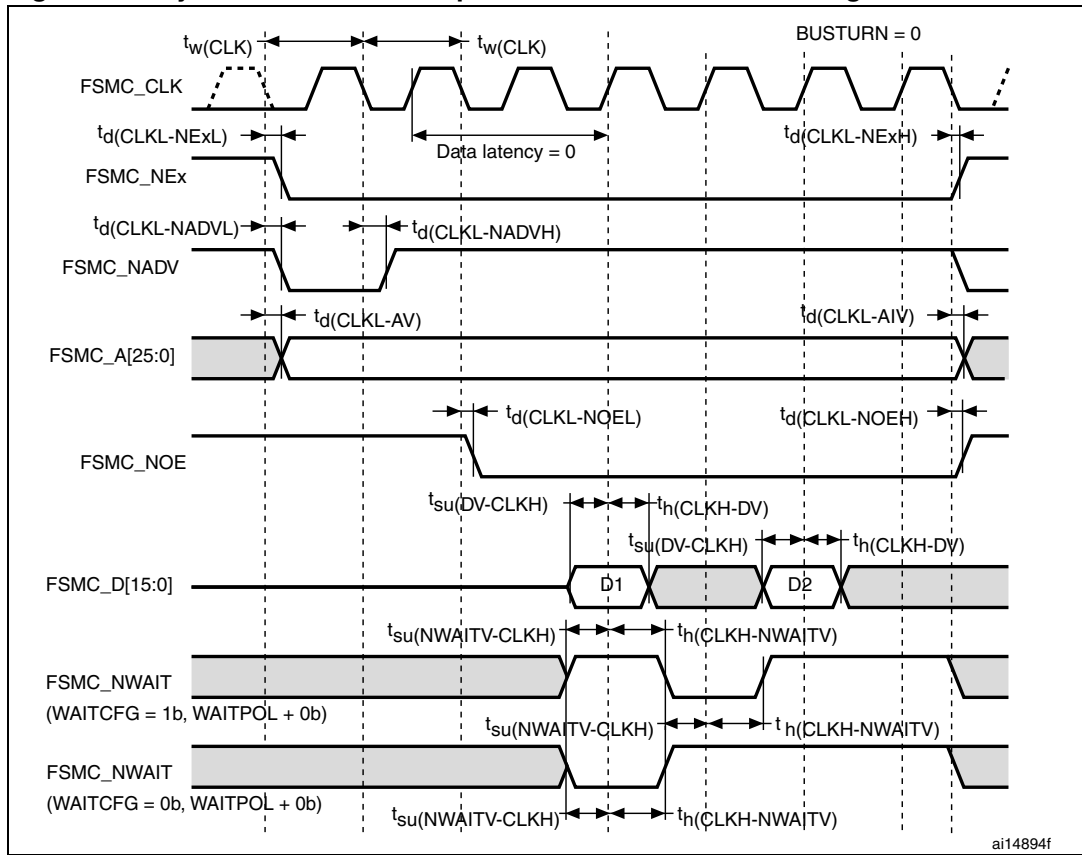 BUSTURN = 0
tw(CLK) tw(CLK)
FSMC_CLK
td(CLKL-NExL) Data latency = 0 td(CLKL-NExH)
FSMC_NEx
td(CLKL-NADVL) td(CLKL-NADVH)
FSMC_NADV
td(CLKL-AV) td(CLKL-AIV)
FSMC_A[25:0]
td(CLKL-NOEL) td(CLKL-NOEH)
FSMC_NOE
tsu(DV-CLKH) th(CLKH-DV)
tsu(DV-CLKH) th(CLKH-DV)
FSMC_D[15:0] D1 D2
tsu(NWAITV-CLKH) th(CLKH-NWAITV)
FSMC_NWAIT
(WAITCFG = 1b, WAITPOL + 0b)
tsu(NWAITV-CLKH) th(CLKH-NWAITV)
FSMC_NWAIT
(WAITCFG = 0b, WAITPOL + 0b)
tsu(NWAITV-CLKH) th(CLKH-NWAITV)
ai14894f